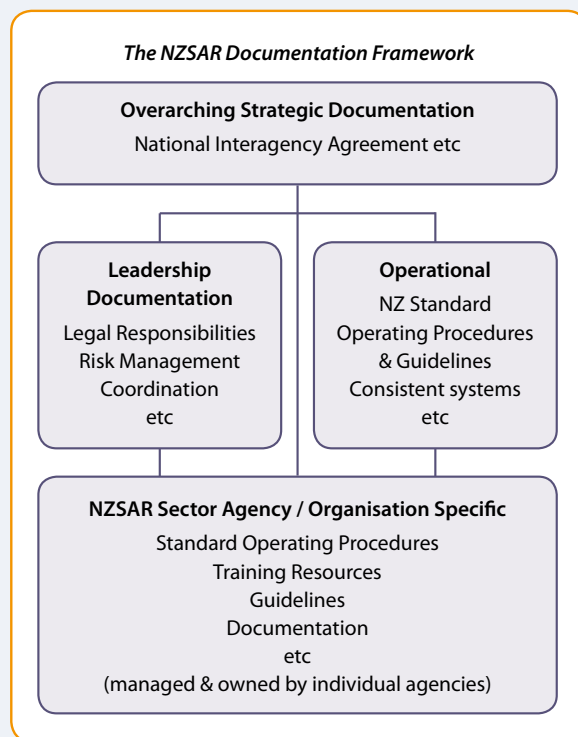 The NZSAR Documentation Framework
Overarching Strategic Documentation
National Interagency Agreement etc
Leadership
Documentation
Legal Responsibilities
Risk Management
Coordination
etc
Operational
NZ Standard
Operating Procedures
& Guidelines
Consistent systems
etc
NZSAR Sector Agency / Organisation Specific
Standard Operating Procedures
Training Resources
Guidelines
Documentation
etc
(managed & owned by individual agencies)